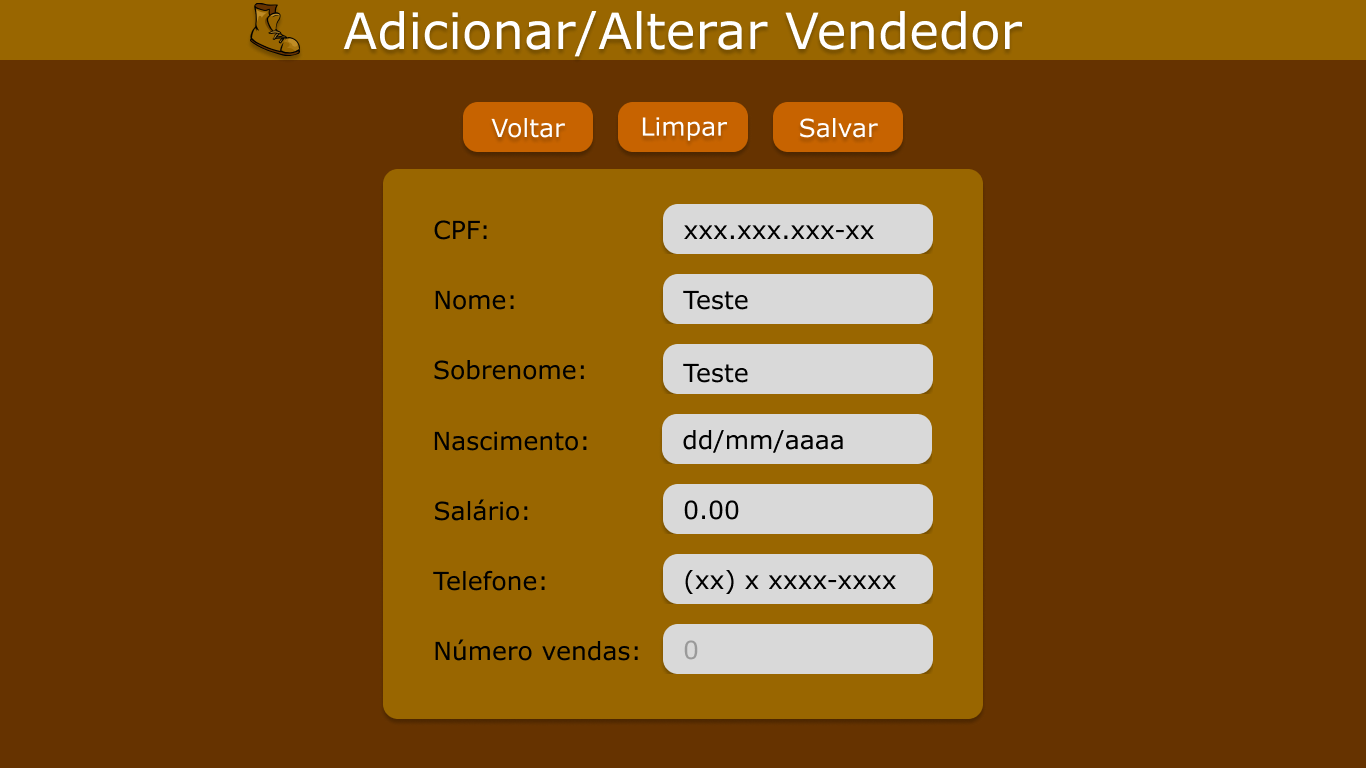 Adicionar/Alterar Vendedor
Voltar Limpar Salvar
CPF: xxx.xxx.xxx-xx
Nome: Teste
Sobrenome: Teste
Nascimento: dd/mm/aaaa
Salário: 0.00
Telefone: (xx) x xxxx-xxxx
Número vendas: 0